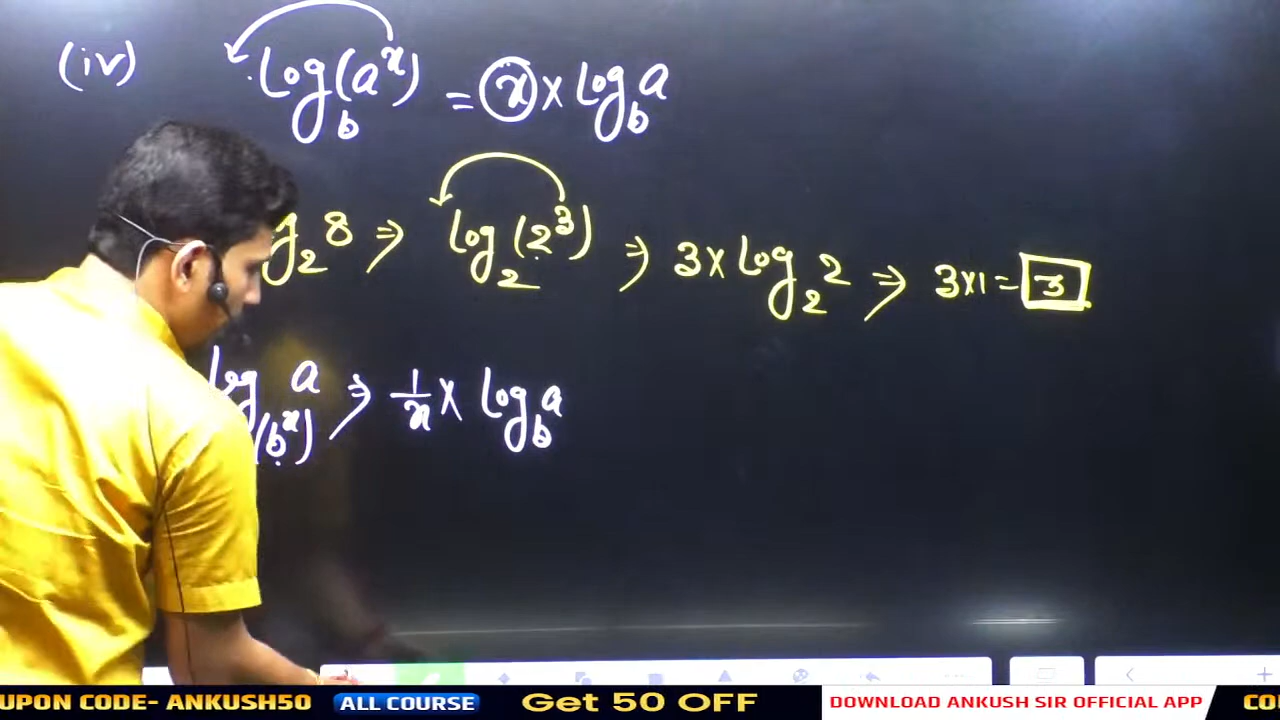 (iv) log_b(a^x) = x × log_b a
g_2 8 ⇒ log_2(2^3) ⇒ 3 × log_2 2 ⇒ 3×1 = 3
log_(b^x) a ⇒ 1/x × log_b a
UPON CODE- ANKUSH50 ALL COURSE Get 50 OFF DOWNLOAD ANKUSH SIR OFFICIAL APP CO